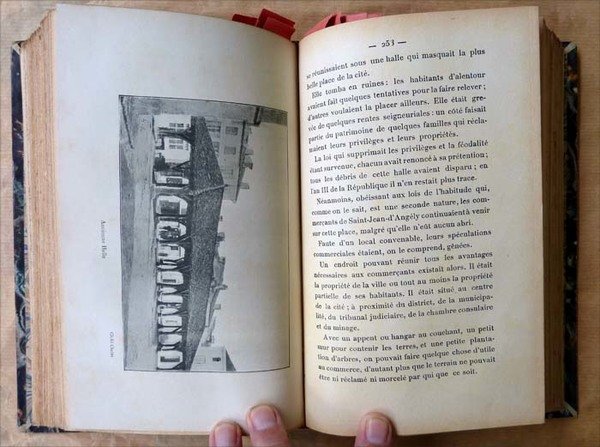 Ancienne Halle
— 253 —
se réunissaient sous une halle qui masquait la plus
belle place de la cité.
Elle tomba en ruines : les habitants d'alentour
avaient fait quelques tentatives pour la faire relever ;
d'autres voulaient la placer ailleurs. Elle était gre-
vée de quelques rentes seigneuriales : un côté faisait
partie du patrimoine de quelques familles qui récla-
maient leurs privilèges et leurs propriétés.
La loi qui supprimait les privilèges et la féodalité
étant survenue, chacun avait renoncé à sa prétention ;
tous les débris de cette halle avaient disparu ; en
l'an III de la République il n'en restait plus trace.
Néanmoins, obéissant aux lois de l'habitude qui,
comme on le sait, est une seconde nature, les com-
merçants de Saint-Jean-d'Angély continuaient à venir
sur cette place, malgré qu'elle n'eût aucun abri.
Faute d'un local convenable, leurs spéculations
commerciales étaient, on le comprend, gênées.
Un endroit pouvant réunir tous les avantages
nécessaires aux commerçants existait alors. Il était
la propriété de la ville ou tout au moins la propriété
partielle de ses habitants. Il était situé au centre
de la cité ; à proximité du district, de la municipa-
lité, du tribunal judiciaire, de la chambre consulaire
et du minage.
Avec un appent ou hangar au couchant, un petit
mur pour contenir les terres, et une petite planta-
tion d'arbres, on pouvait faire quelque chose d'utile
au commerce, d'autant plus que le terrain ne pouvait
être ni réclamé ni morcelé par qui que ce soit.